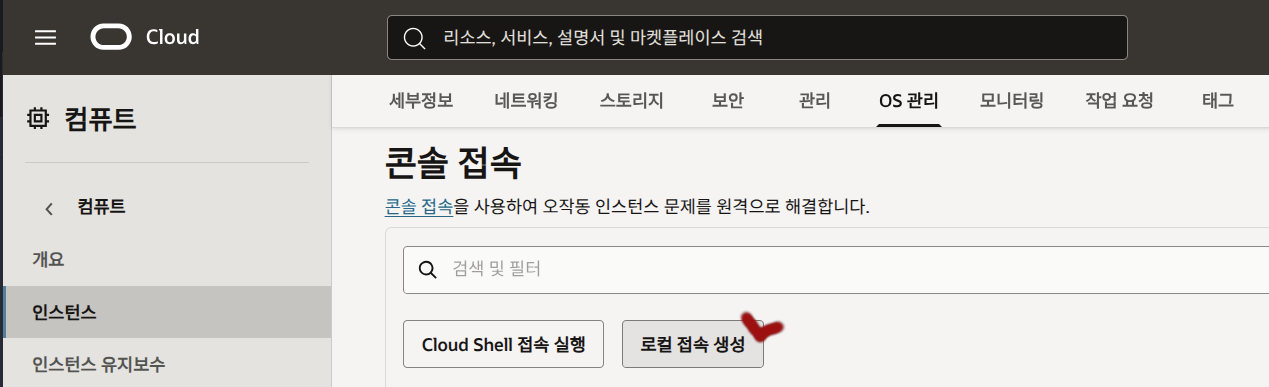 Cloud
리소스, 서비스, 설명서 및 마켓플레이스 검색
컴퓨트
컴퓨트
개요
인스턴스
인스턴스 유지보수
세부정보 네트워킹 스토리지 보안 관리 OS 관리 모니터링 작업 요청 태그
콘솔 접속
콘솔 접속을 사용하여 오작동 인스턴스 문제를 원격으로 해결합니다.
검색 및 필터
Cloud Shell 접속 실행 로컬 접속 생성